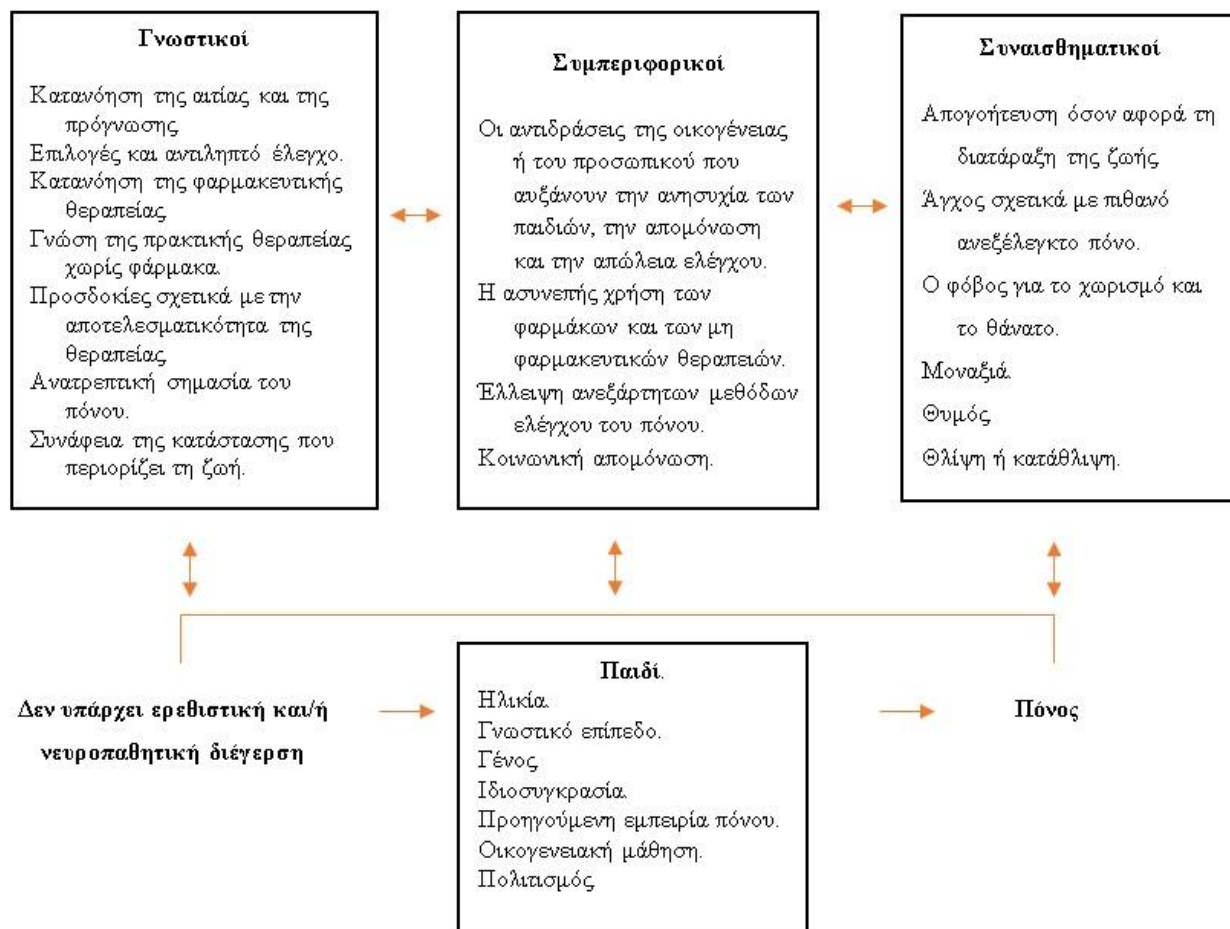 Γνωστικοί
Κατανόηση της αιτίας και της
πρόγνωσης.
Επιλογές και αντιληπτό έλεγχο.
Κατανόηση της φαρμακευτικής
θεραπείας.
Γνώση της πρακτικής θεραπείας
χωρίς φάρμακα.
Προσδοκίες σχετικά με την
αποτελεσματικότητα της
θεραπείας.
Ανατρεπτική σημασία του
πόνου.
Συνάφεια της κατάστασης που
περιορίζει τη ζωή.
Συμπεριφορικοί
Οι αντιδράσεις της οικογένειας
ή του προσωπικού που
αυξάνουν την ανησυχία των
παιδιών, την απομόνωση
και την απώλεια ελέγχου.
Η ασυνεπής χρήση των
φαρμάκων και των μη
φαρμακευτικών θεραπειών.
Έλλειψη ανεξάρτητων μεθόδων
ελέγχου του πόνου.
Κοινωνική απομόνωση.
Συναισθηματικοί
Απογοήτευση όσον αφορά τη
διατάραξη της ζωής.
Άγχος σχετικά με πιθανό
ανεξέλεγκτο πόνο.
Ο φόβος για το χωρισμό και
το θάνατο.
Μοναξιά.
Θυμός.
Θλίψη ή κατάθλιψη.
Δεν υπάρχει ερεθιστική και/ή
νευροπαθητική διέγερση
Παιδί.
Ηλικία.
Γνωστικό επίπεδο.
Γένος.
Ιδιοσυγκρασία.
Προηγούμενη εμπειρία πόνου.
Οικογενειακή μάθηση.
Πολιτισμός.
Πόνος